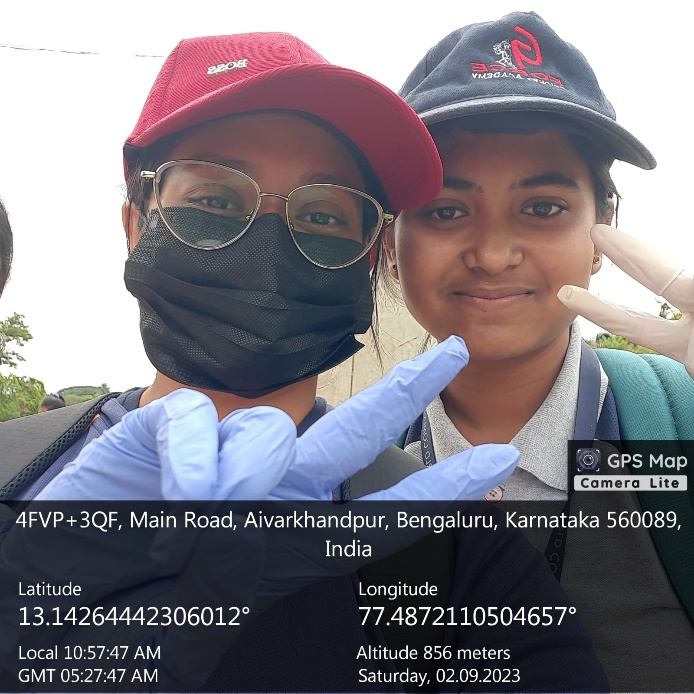 BOSS
GPS Map
Camera Lite
4FVP+3QF, Main Road, Aivarkhandpur, Bengaluru, Karnataka 560089,
India
Latitude
13.14264442306012°
Longitude
77.4872110504657°
Local 10:57:47 AM
GMT 05:27:47 AM
Altitude 856 meters
Saturday, 02.09.2023